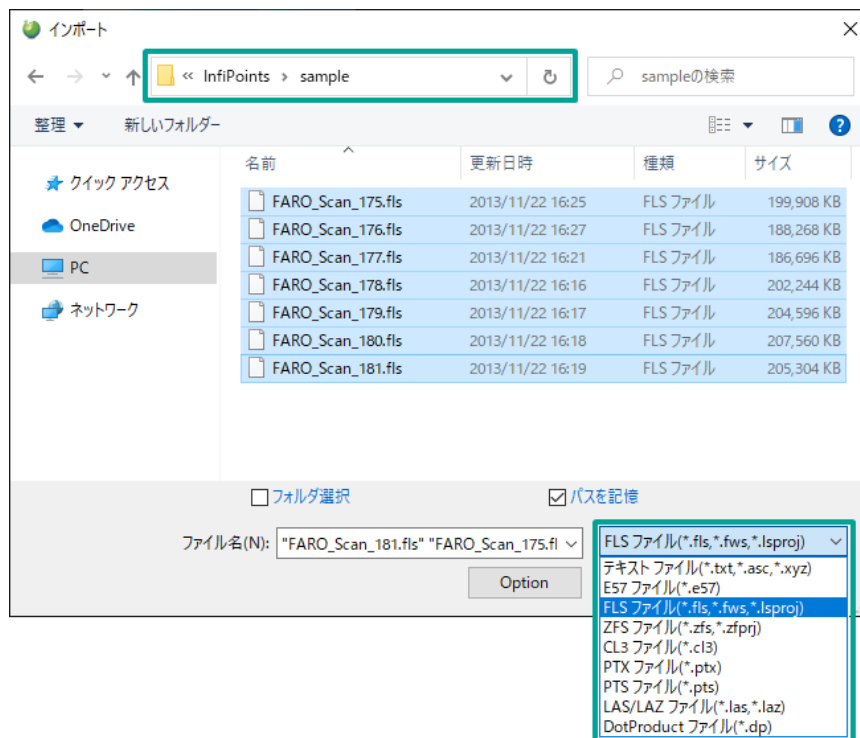 インポート
« InfiPoints › sample
sampleの検索
整理 新しいフォルダー
名前 更新日時 種類 サイズ
クイック アクセス
OneDrive
PC
ネットワーク
FARO_Scan_175.fls 2013/11/22 16:25 FLS ファイル 199,908 KB
FARO_Scan_176.fls 2013/11/22 16:27 FLS ファイル 188,268 KB
FARO_Scan_177.fls 2013/11/22 16:21 FLS ファイル 186,696 KB
FARO_Scan_178.fls 2013/11/22 16:16 FLS ファイル 202,244 KB
FARO_Scan_179.fls 2013/11/22 16:17 FLS ファイル 204,596 KB
FARO_Scan_180.fls 2013/11/22 16:18 FLS ファイル 207,560 KB
FARO_Scan_181.fls 2013/11/22 16:19 FLS ファイル 205,304 KB
フォルダ選択 パスを記憶
ファイル名(N): "FARO_Scan_181.fls" "FARO_Scan_175.fl
FLS ファイル(*.fls,*.fws,*.lsproj)
Option
テキスト ファイル(*.txt,*.asc,*.xyz)
E57 ファイル(*.e57)
FLS ファイル(*.fls,*.fws,*.lsproj)
ZFS ファイル(*.zfs,*.zfprj)
CL3 ファイル(*.cl3)
PTX ファイル(*.ptx)
PTS ファイル(*.pts)
LAS/LAZ ファイル(*.las,*.laz)
DotProduct ファイル(*.dp)